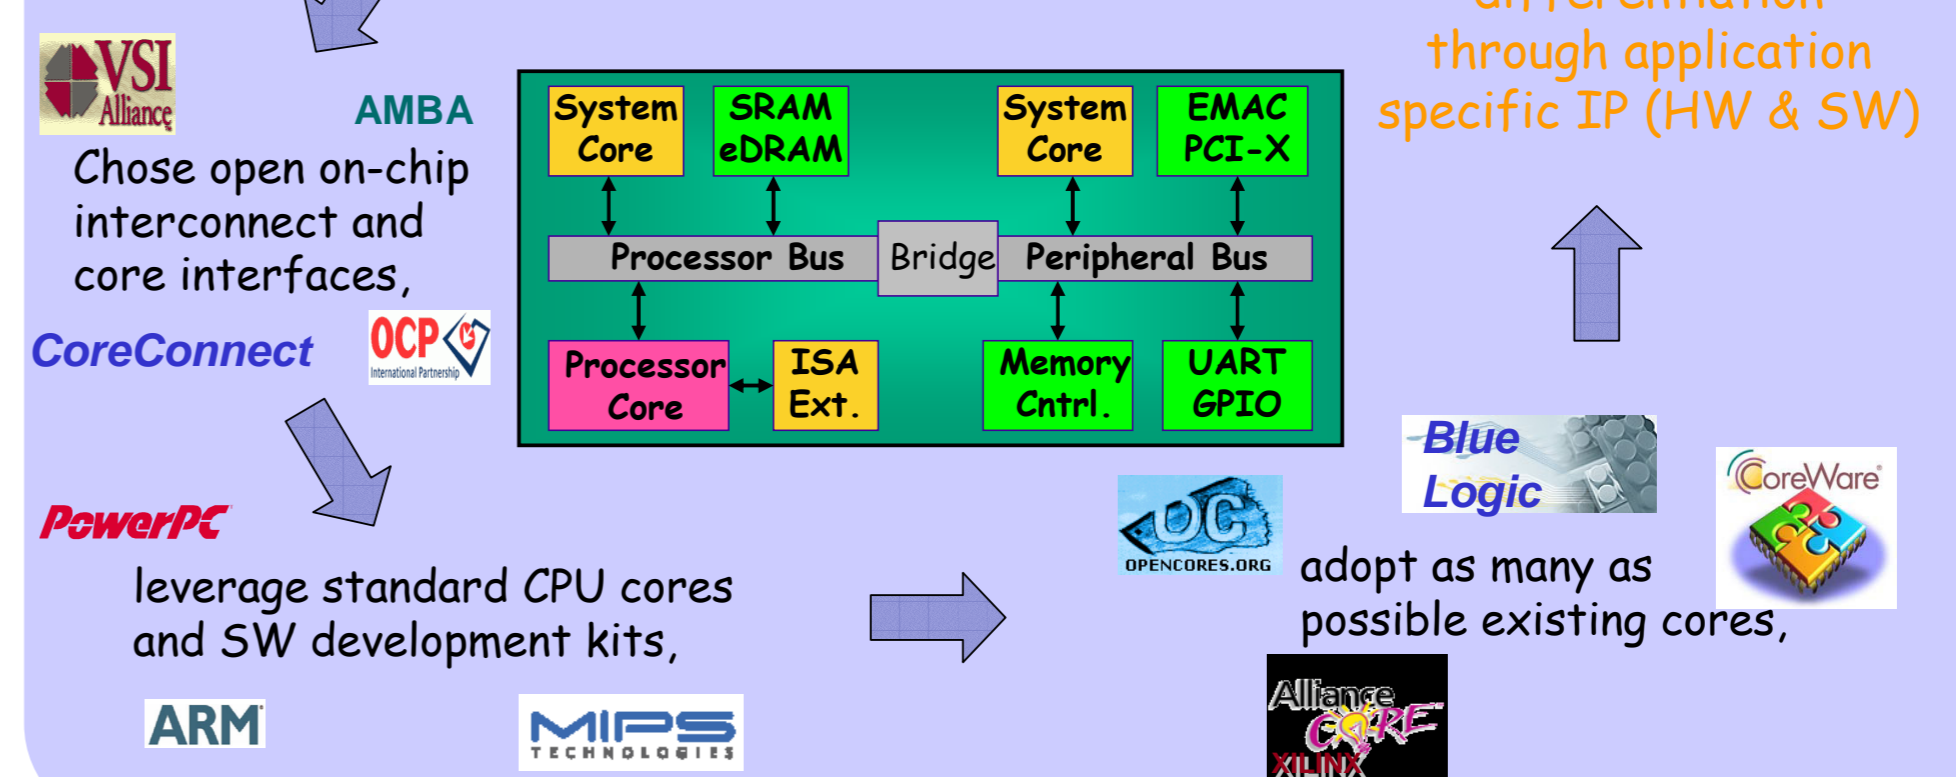 differentiation
through application
specific IP (HW & SW)
VSI
Alliance
AMBA
Chose open on-chip
interconnect and
core interfaces,
CoreConnect
OCP
International Partnership
System
Core
SRAM
eDRAM
System
Core
EMAC
PCI-X
Processor Bus
Bridge
Peripheral Bus
Processor
Core
ISA
Ext.
Memory
Cntrl.
UART
GPIO
PowerPC
leverage standard CPU cores
and SW development kits,
ARM
MIPS
TECHNOLOGIES
OC
OPENCORES.ORG
Blue
Logic
CoreWare
adopt as many as
possible existing cores,
Alliance
CORE
XILINX